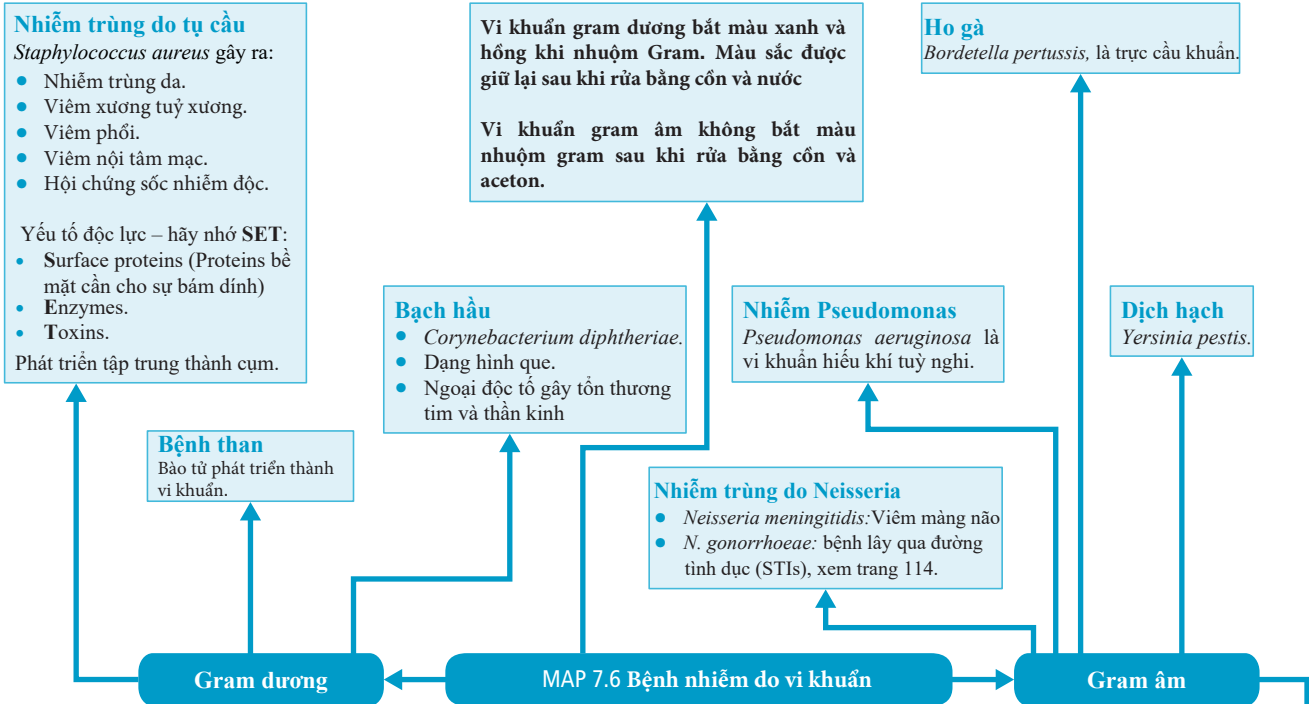 Nhiễm trùng do tụ cầu
Staphylococcus aureus gây ra:
• Nhiễm trùng da.
• Viêm xương tuỷ xương.
• Viêm phổi.
• Viêm nội tâm mạc.
• Hội chứng sốc nhiễm độc.
Yếu tố độc lực – hãy nhớ SET:
• Surface proteins (Proteins bề
mặt cần cho sự bám dính)
• Enzymes.
• Toxins.
Phát triển tập trung thành cụm.
Vi khuẩn gram dương bắt màu xanh và
hồng khi nhuộm Gram. Màu sắc được
giữ lại sau khi rửa bằng cồn và nước
Vi khuẩn gram âm không bắt màu
nhuộm gram sau khi rửa bằng cồn và
aceton.
Ho gà
Bordetella pertussis, là trực cầu khuẩn.
Bạch hầu
• Corynebacterium diphtheriae.
• Dạng hình que.
• Ngoại độc tố gây tổn thương
tim và thần kinh
Nhiễm Pseudomonas
Pseudomonas aeruginosa là
vi khuẩn hiếu khí tuỳ nghi.
Dịch hạch
Yersinia pestis.
Bệnh than
Bào tử phát triển thành
vi khuẩn.
Nhiễm trùng do Neisseria
• Neisseria meningitidis:Viêm màng não
• N. gonorrhoeae: bệnh lây qua đường
tình dục (STIs), xem trang 114.
Gram dương
MAP 7.6 Bệnh nhiễm do vi khuẩn
Gram âm